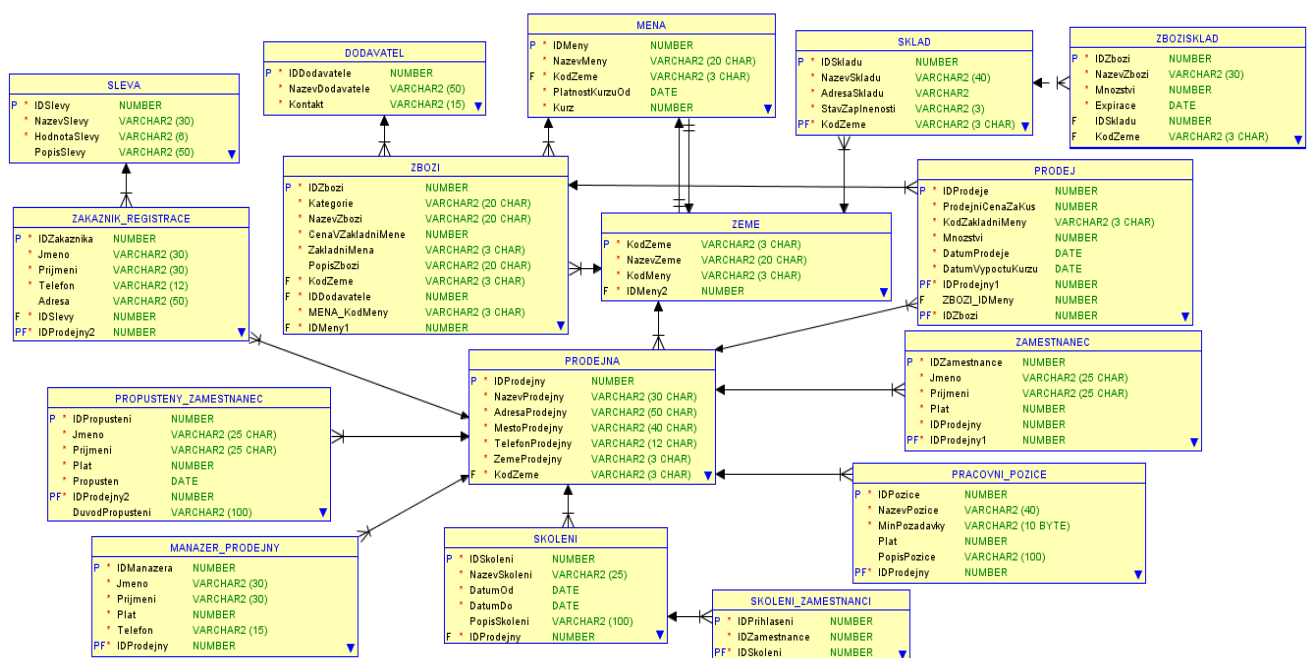 SLEVA
P * IDSlevy NUMBER
* NazevSlevy VARCHAR2 (30)
* HodnotaSlevy VARCHAR2 (6)
PopisSlevy VARCHAR2 (50)
DODAVATEL
P * IDDodavatele NUMBER
* NazevDodavatele VARCHAR2 (50)
* Kontakt VARCHAR2 (15)
MENA
P * IDMeny NUMBER
* NazevMeny VARCHAR2 (20 CHAR)
F * KodZeme VARCHAR2 (3 CHAR)
* PlatnostKurzuOd DATE
* Kurz NUMBER
SKLAD
P * IDSkladu NUMBER
* NazevSkladu VARCHAR2 (40)
* AdresaSkladu VARCHAR2
* StavZaplnenosti VARCHAR2 (3)
PF* KodZeme VARCHAR2 (3 CHAR)
ZBOZISKLAD
P * IDZbozi NUMBER
* NazevZbozi VARCHAR2 (30)
* Mnozstvi NUMBER
* Expirace DATE
F IDSkladu NUMBER
F KodZeme VARCHAR2 (3 CHAR)
ZAKAZNIK_REGISTRACE
P * IDZakaznika NUMBER
* Jmeno VARCHAR2 (30)
* Prijmeni VARCHAR2 (30)
* Telefon VARCHAR2 (12)
Adresa VARCHAR2 (50)
F * IDSlevy NUMBER
PF* IDProdejny2 NUMBER
ZBOZI
P * IDZbozi NUMBER
* Kategorie VARCHAR2 (20 CHAR)
* NazevZbozi VARCHAR2 (20 CHAR)
* CenaVZakladniMene NUMBER
* ZakladniMena VARCHAR2 (3 CHAR)
PopisZbozi VARCHAR2 (20 CHAR)
F * KodZeme VARCHAR2 (3 CHAR)
F * IDDodavatele NUMBER
* MENA_KodMeny VARCHAR2 (3 CHAR)
F * IDMeny1 NUMBER
ZEME
P * KodZeme VARCHAR2 (3 CHAR)
* NazevZeme VARCHAR2 (20 CHAR)
* KodMeny VARCHAR2 (3 CHAR)
F * IDMeny2 NUMBER
PRODEJ
P * IDProdeje NUMBER
* ProdejniCenaZaKus NUMBER
* KodZakladniMeny VARCHAR2 (3 CHAR)
* Mnozstvi NUMBER
* DatumProdeje DATE
* DatumVypoctuKurzu DATE
PF* IDProdejny1 NUMBER
F ZBOZI_IDMeny NUMBER
PF* IDZbozi NUMBER
PRODEJNA
P * IDProdejny NUMBER
* NazevProdejny VARCHAR2 (30 CHAR)
* AdresaProdejny VARCHAR2 (50 CHAR)
* MestoProdejny VARCHAR2 (40 CHAR)
* TelefonProdejny VARCHAR2 (12 CHAR)
* ZemeProdejny VARCHAR2 (3 CHAR)
F * KodZeme VARCHAR2 (3 CHAR)
ZAMESTNANEC
P * IDZamestnance NUMBER
* Jmeno VARCHAR2 (25 CHAR)
* Prijmeni VARCHAR2 (25 CHAR)
* Plat NUMBER
* IDProdejny NUMBER
PF* IDProdejny1 NUMBER
PROPUSTENY_ZAMESTNANEC
P * IDPropusteni NUMBER
* Jmeno VARCHAR2 (25 CHAR)
* Prijmeni VARCHAR2 (25 CHAR)
* Plat NUMBER
* Propusten DATE
PF* IDProdejny2 NUMBER
DuvodPropusteni VARCHAR2 (100)
PRACOVNI_POZICE
P * IDPozice NUMBER
* NazevPozice VARCHAR2 (40)
* MinPozadavky VARCHAR2 (10 BYTE)
Plat NUMBER
PopisPozice VARCHAR2 (100)
PF* IDProdejny NUMBER
MANAZER_PRODEJNY
P * IDManazera NUMBER
* Jmeno VARCHAR2 (30)
* Prijmeni VARCHAR2 (30)
* Plat NUMBER
* Telefon VARCHAR2 (15)
PF* IDProdejny NUMBER
SKOLENI
P * IDSkoleni NUMBER
* NazevSkoleni VARCHAR2 (25)
* DatumOd DATE
* DatumDo DATE
PopisSkoleni VARCHAR2 (100)
F * IDProdejny NUMBER
SKOLENI_ZAMESTNANCI
P * IDPrihlaseni NUMBER
* IDZamestnance NUMBER
PF* IDSkoleni NUMBER